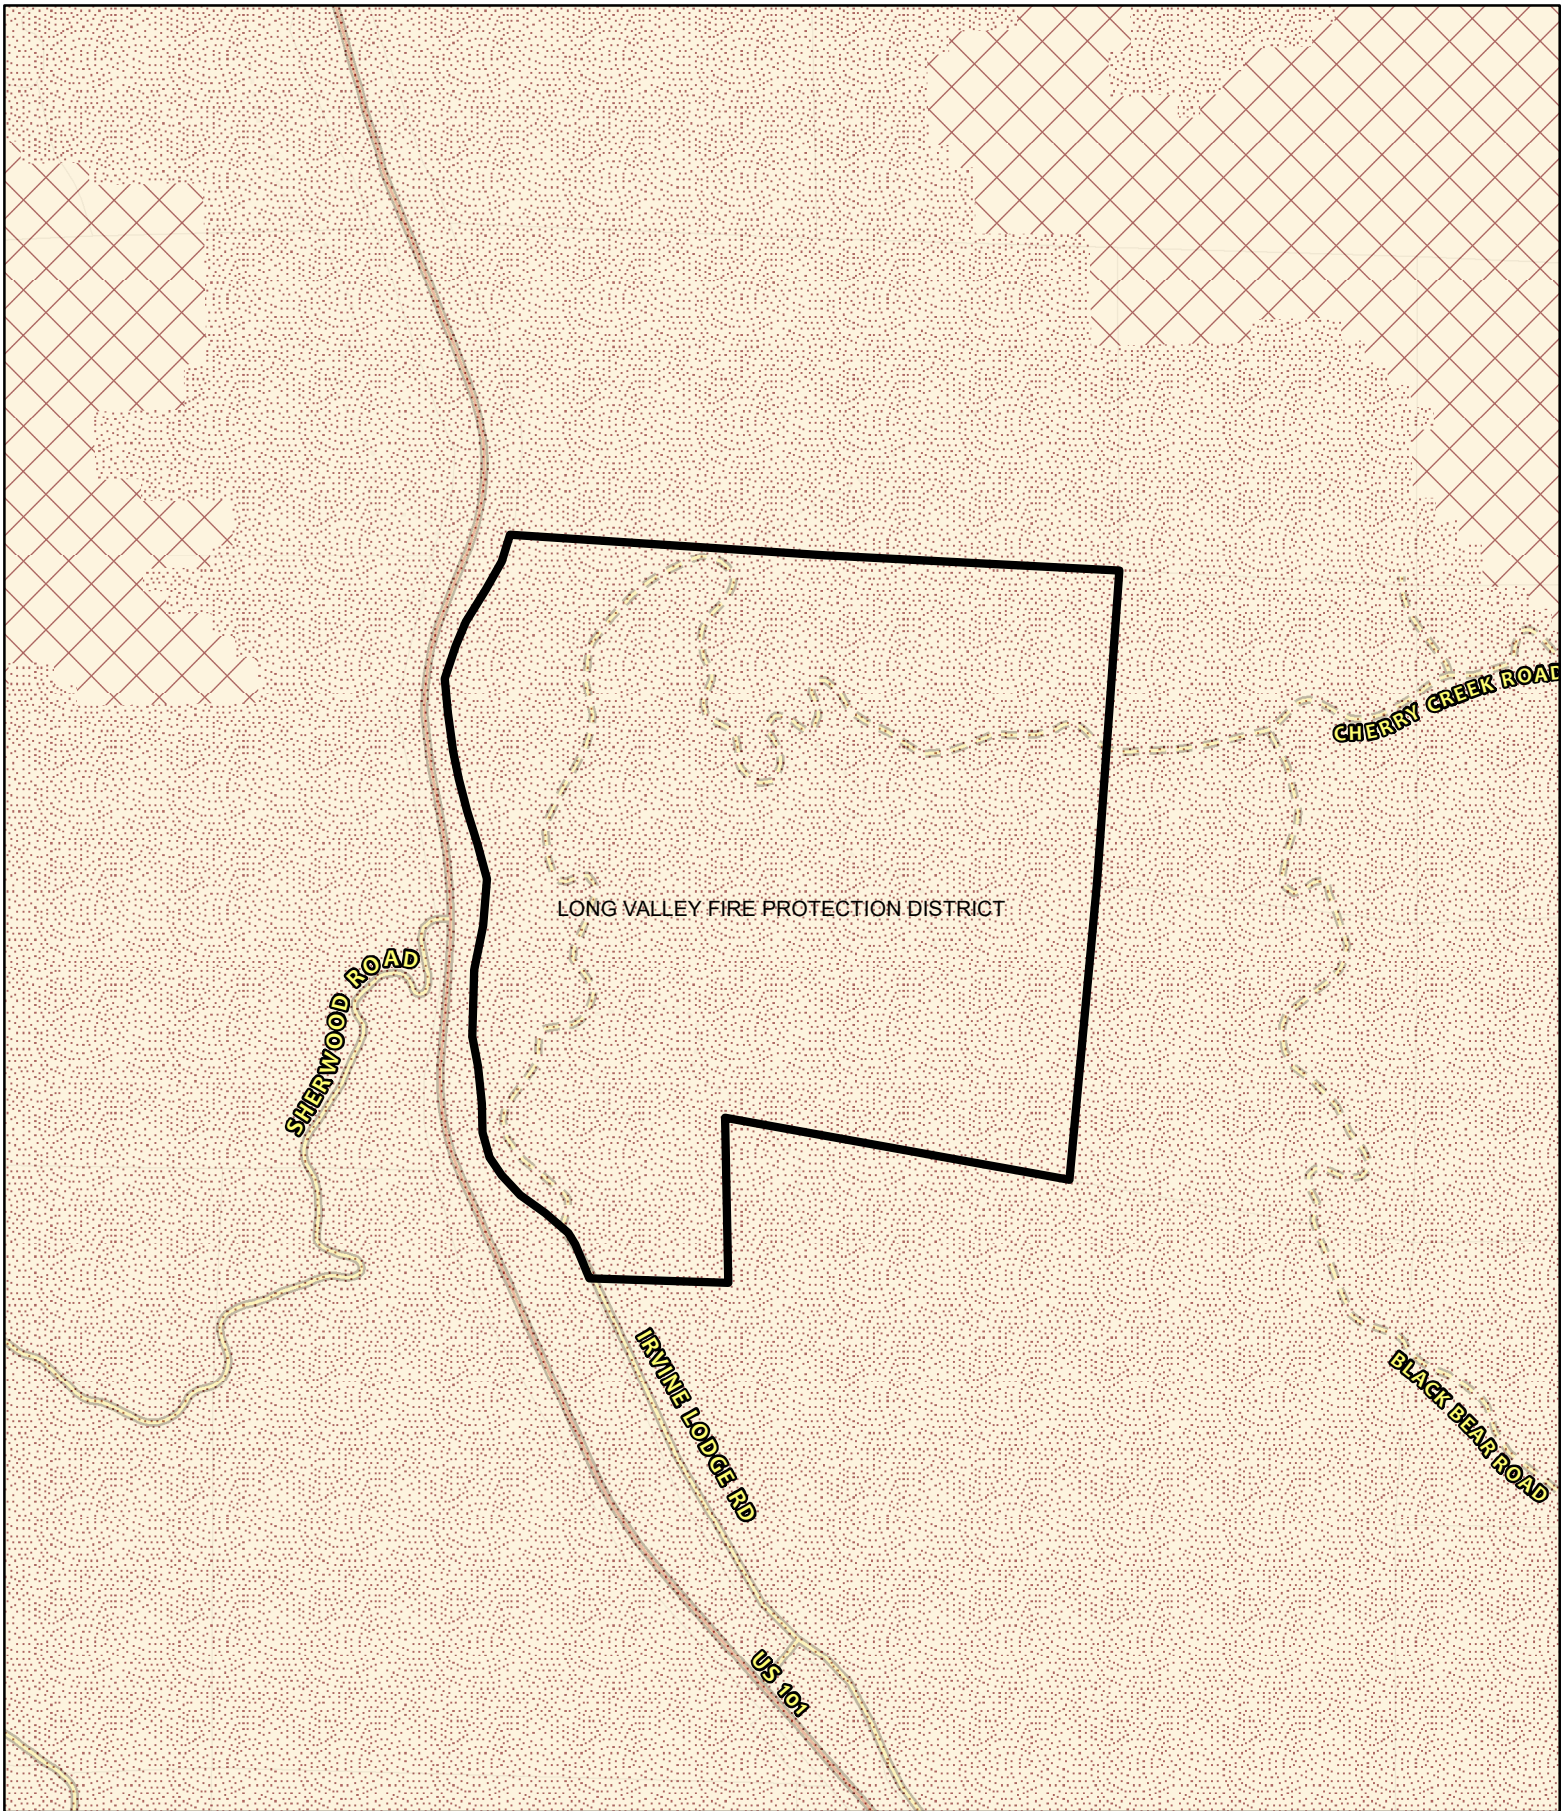 CHERRY CREEK ROAD
LONG VALLEY FIRE PROTECTION DISTRICT
SHERWOOD ROAD
IRVINE LODGE RD
BLACK BEAR ROAD
US 101